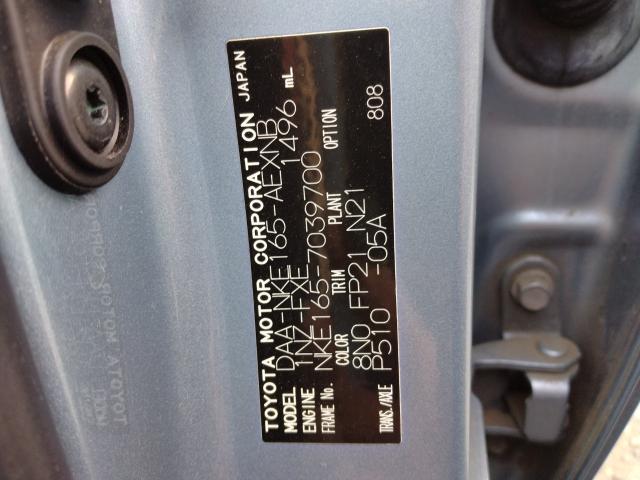 TOYOTA MOTOR CORPORATION JAPAN
MODEL DAA-NKE165-AEXNB
ENGINE 1NZ-FXE 1496 mL
FRAME No. NKE165-7039700
COLOR TRIM PLANT OPTION
8N0 FP21 N21
TRANS./AXLE P510 -05A
808